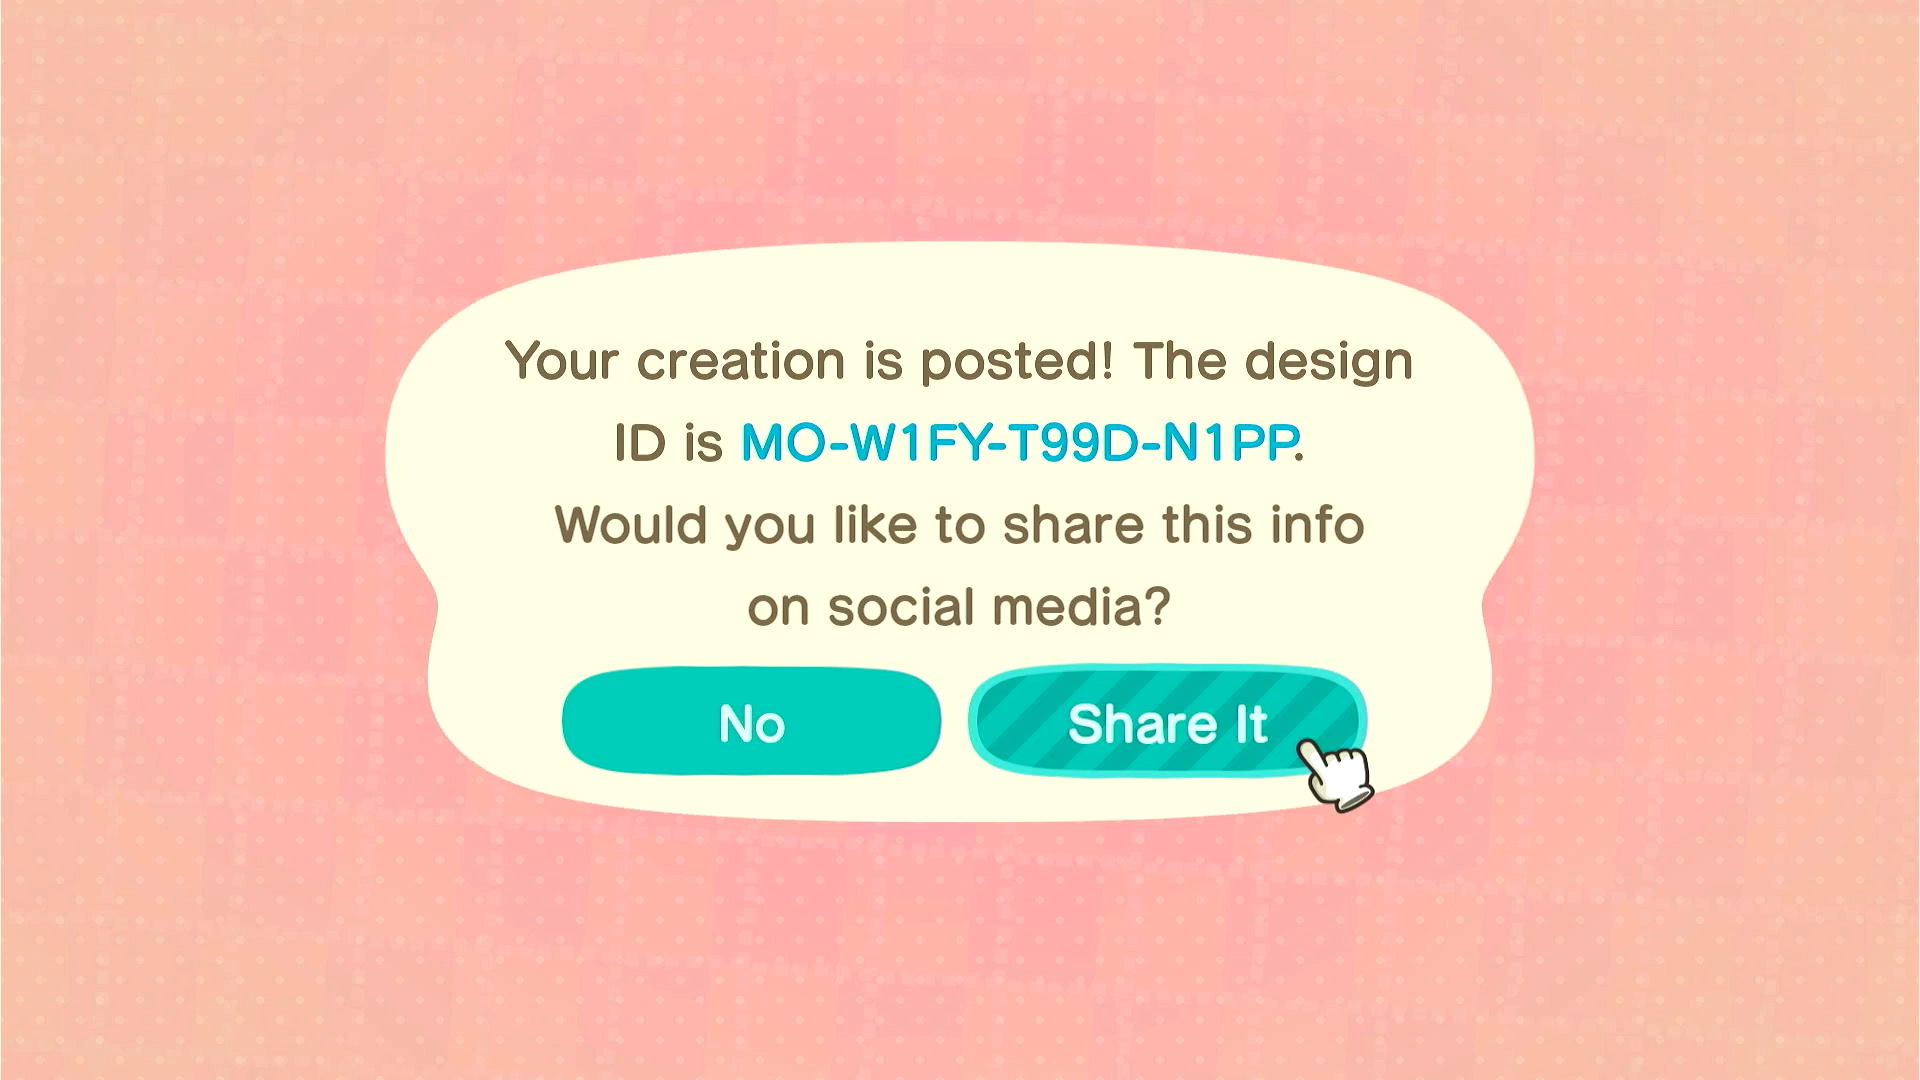 Your creation is posted! The design
ID is MO-W1FY-T99D-N1PP.
Would you like to share this info
on social media?
No
Share It